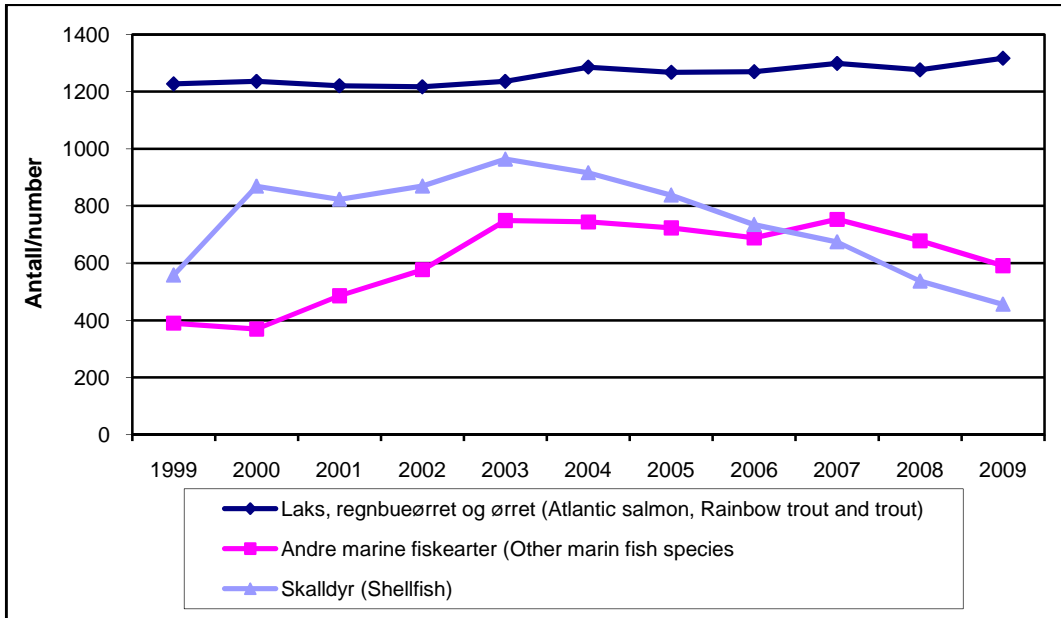 Antall/number
1400
1200
1000
800
600
400
200
0
1999 2000 2001 2002 2003 2004 2005 2006 2007 2008 2009
Laks, regnbueørret og ørret (Atlantic salmon, Rainbow trout and trout)
Andre marine fiskearter (Other marin fish species
Skalldyr (Shellfish)